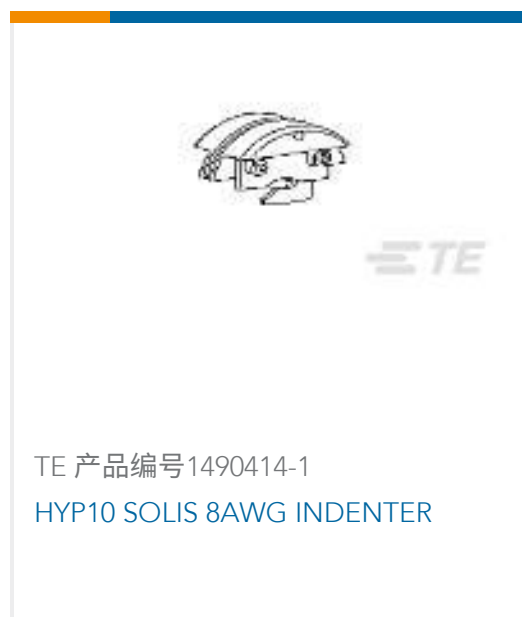 TE
TE 产品编号1490414-1
HYP10 SOLIS 8AWG INDENTER